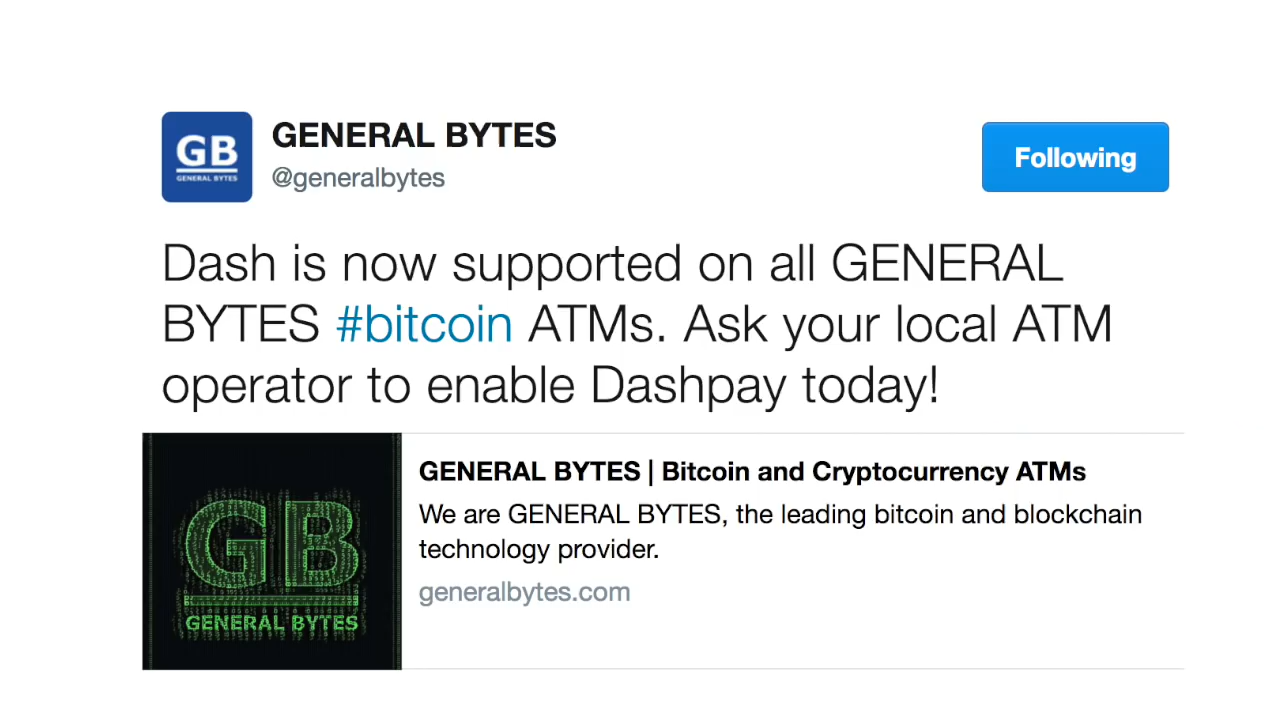 GB
GENERAL BYTES
GENERAL BYTES
@generalbytes
Following
Dash is now supported on all GENERAL
BYTES #bitcoin ATMs. Ask your local ATM
operator to enable Dashpay today!
GB
GENERAL BYTES
GENERAL BYTES | Bitcoin and Cryptocurrency ATMs
We are GENERAL BYTES, the leading bitcoin and blockchain
technology provider.
generalbytes.com